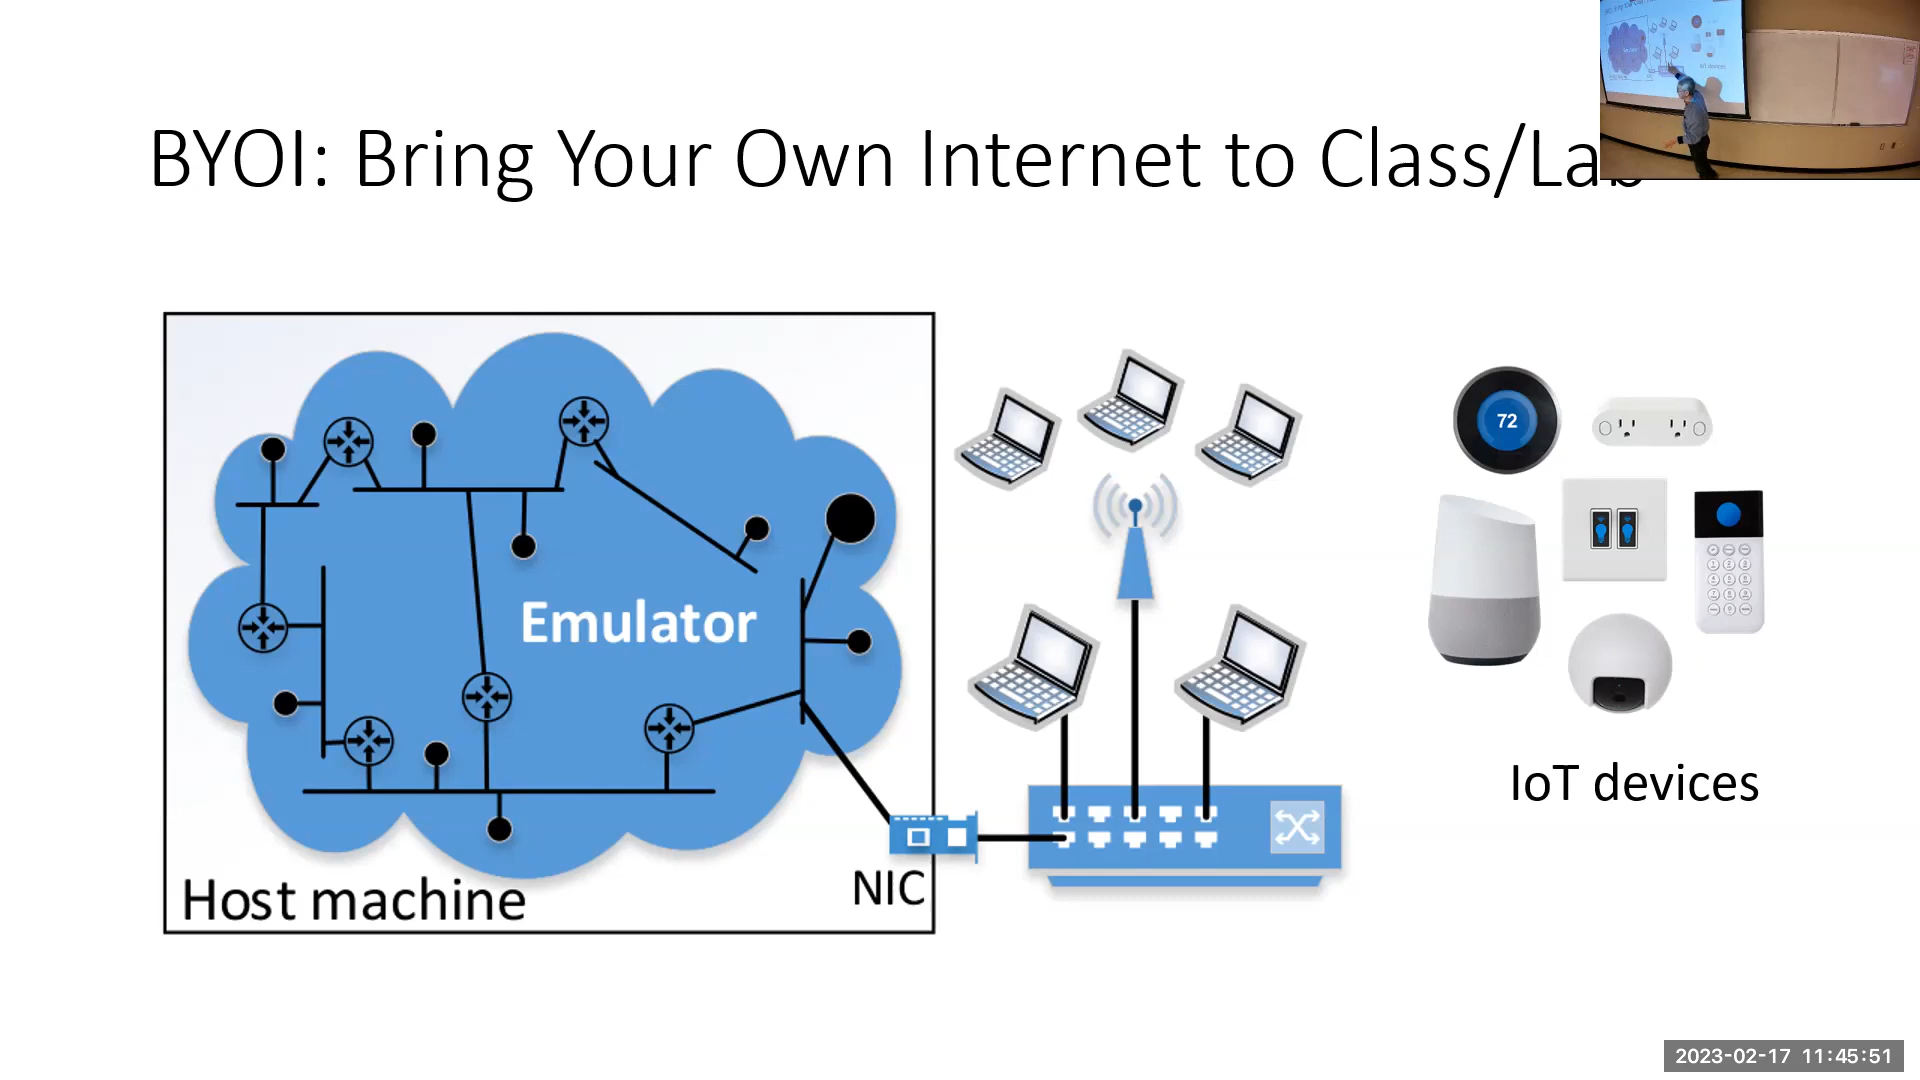 BYOI: Bring Your Own Internet to Class/Lab
72
Emulator
IoT devices
Host machine
NIC
2023-02-17 11:45:51